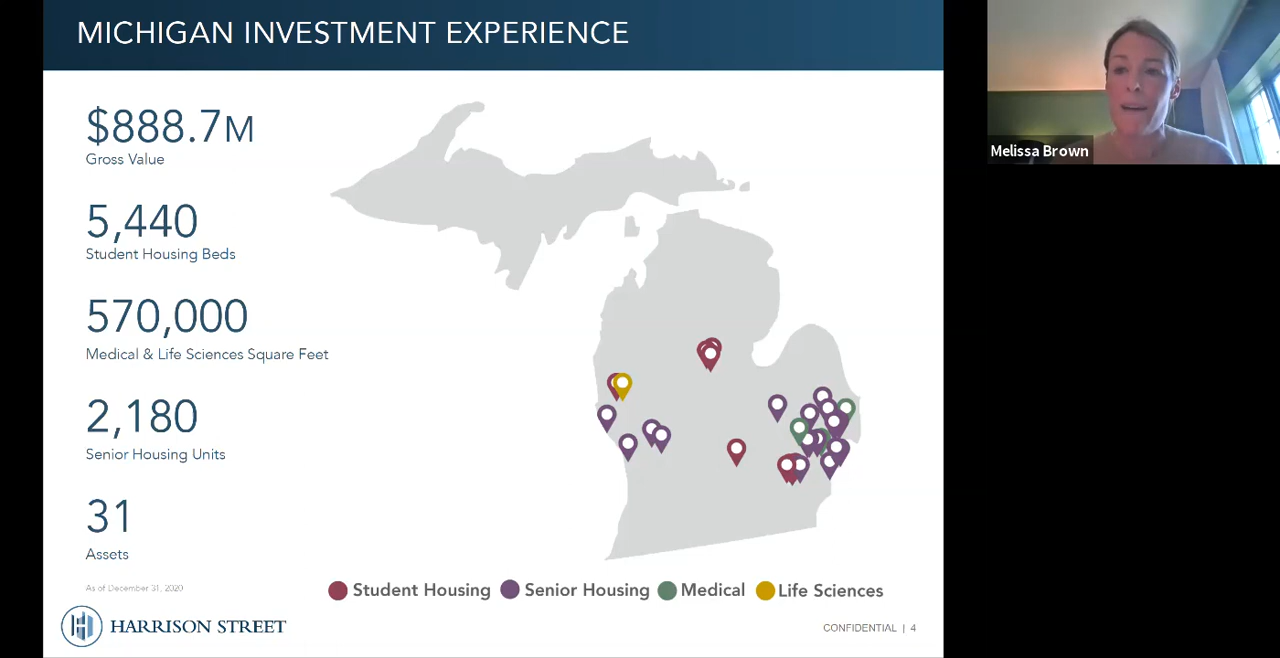 MICHIGAN INVESTMENT EXPERIENCE
$888.7M
Gross Value
5,440
Student Housing Beds
570,000
Medical & Life Sciences Square Feet
2,180
Senior Housing Units
31
Assets
As of December 31, 2020
Student Housing Senior Housing Medical Life Sciences
HARRISON STREET
CONFIDENTIAL | 4
Melissa Brown